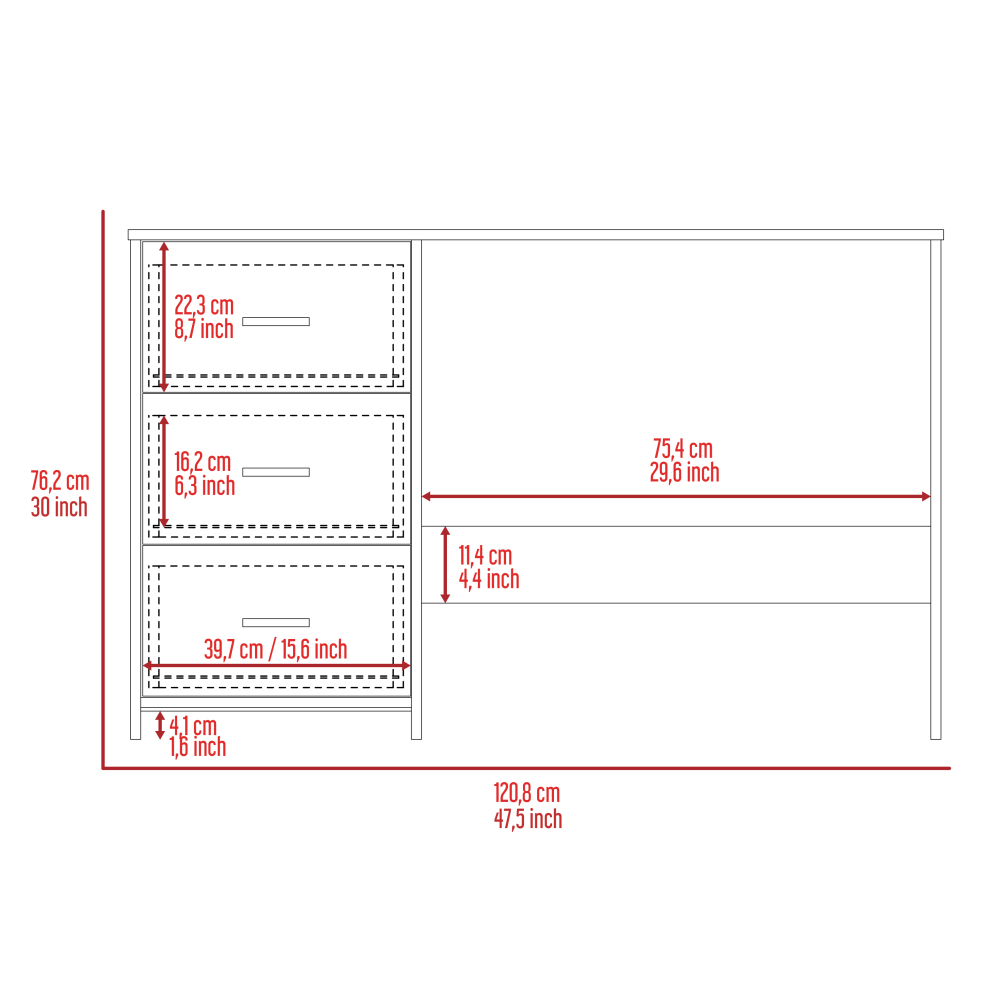 22,3 cm
8,7 inch
16,2 cm
6,3 inch
75,4 cm
29,6 inch
76,2 cm
30 inch
11,4 cm
4,4 inch
39,7 cm / 15,6 inch
4,1 cm
1,6 inch
120,8 cm
47,5 inch